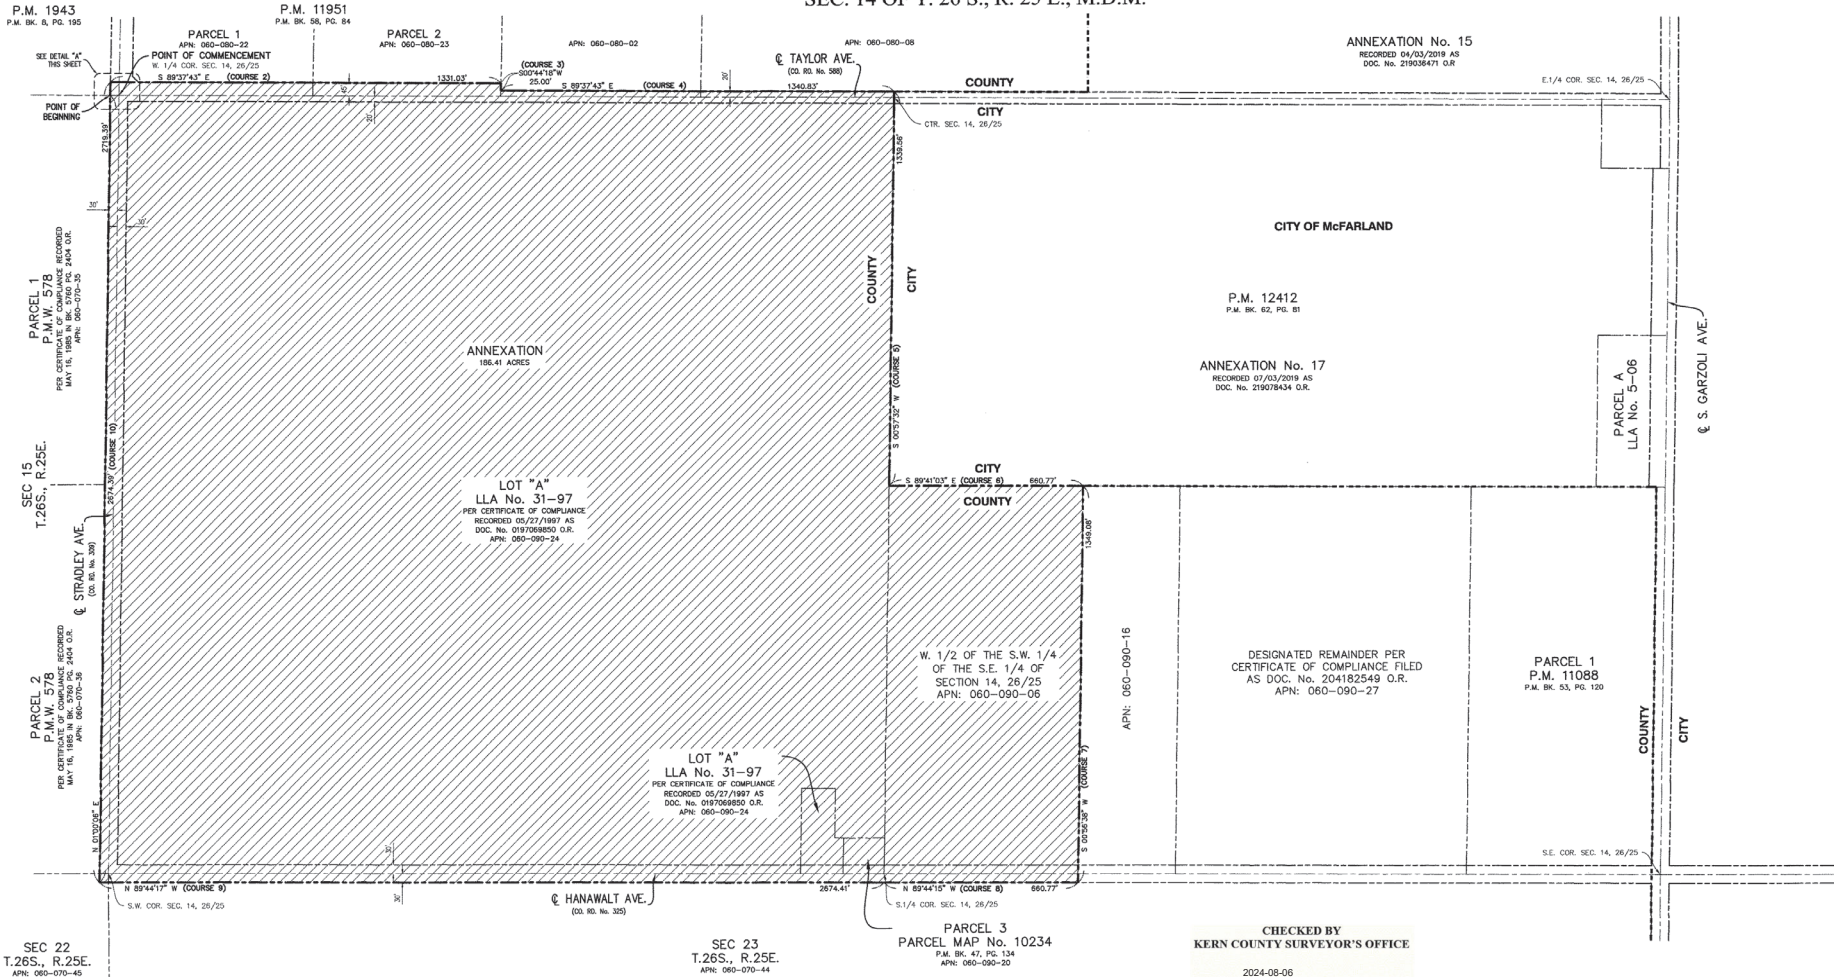 SEC. 14 OF T. 26 S., R. 25 E., M.D.M.
P.M. 1943
P.M. BK. 8, PG. 195
P.M. 11951
P.M. BK. 58, PG. 84
PARCEL 1
APN: 060-080-22
PARCEL 2
APN: 060-080-23
APN: 060-080-02
APN: 060-080-08
ANNEXATION No. 15
RECORDED 04/03/2019 AS
DOC. No. 219036471 O.R
SEE DETAIL "A"
THIS SHEET
POINT OF COMMENCEMENT
W. 1/4 COR. SEC. 14, 26/25
S 89°37'43" E (COURSE 2)
1331.03'
(COURSE 3)
S00°44'18"W
25.00'
S 89°37'43" E (COURSE 4)
1340.83'
℄ TAYLOR AVE.
(CO. RD. No. 588)
COUNTY
CITY
E.1/4 COR. SEC. 14, 26/25
CTR. SEC. 14, 26/25
POINT OF
BEGINNING
20'
20'
2719.39'
30'
30'
1339.66'
CITY OF McFARLAND
COUNTY
CITY
P.M. 12412
P.M. BK. 62, PG. 81
ANNEXATION
186.41 ACRES
ANNEXATION No. 17
RECORDED 07/03/2019 AS
DOC. No. 219078434 O.R.
PARCEL 1
P.M.W. 578
PER CERTIFICATE OF COMPLIANCE RECORDED
MAY 16, 1985 IN BK. 5760 PG. 2404 O.R.
APN: 060-070-35
S 00°57'32" W (COURSE 5)
PARCEL A
LLA No. 5-06
℄ S. GARZOLI AVE.
SEC 15
T.26S., R.25E.
2674.39' (COURSE 10)
LOT "A"
LLA No. 31-97
PER CERTIFICATE OF COMPLIANCE
RECORDED 05/27/1997 AS
DOC. No. 0197069850 O.R.
APN: 060-090-24
CITY
S 89°41'03" E (COURSE 6) 660.77'
COUNTY
1349.08'
℄ STRADLEY AVE.
(CO. RD. No. 309)
PARCEL 2
P.M.W. 578
PER CERTIFICATE OF COMPLIANCE RECORDED
MAY 16, 1985 IN BK. 5760 PG. 2404 O.R.
APN: 060-070-36
W. 1/2 OF THE S.W. 1/4
OF THE S.E. 1/4 OF
SECTION 14, 26/25
APN: 060-090-06
APN: 060-090-16
DESIGNATED REMAINDER PER
CERTIFICATE OF COMPLIANCE FILED
AS DOC. No. 204182549 O.R.
APN: 060-090-27
PARCEL 1
P.M. 11088
P.M. BK. 53, PG. 120
COUNTY
CITY
LOT "A"
LLA No. 31-97
PER CERTIFICATE OF COMPLIANCE
RECORDED 05/27/1997 AS
DOC. No. 0197069850 O.R.
APN: 060-090-24
S 00°56'38" W (COURSE 7)
N 01°00'06" E
30'
S.E. COR. SEC. 14, 26/25
N 89°44'17" W (COURSE 9)
2674.41'
N 89°44'15" W (COURSE 8)
660.77'
S.W. COR. SEC. 14, 26/25
30'
℄ HANAWALT AVE.
(CO. RD. No. 325)
S.1/4 COR. SEC. 14, 26/25
PARCEL 3
PARCEL MAP No. 10234
P.M. BK. 47, PG. 134
APN: 060-090-20
CHECKED BY
KERN COUNTY SURVEYOR'S OFFICE
2024-08-06
SEC 22
T.26S., R.25E.
APN: 060-070-45
SEC 23
T.26S., R.25E.
APN: 060-070-44